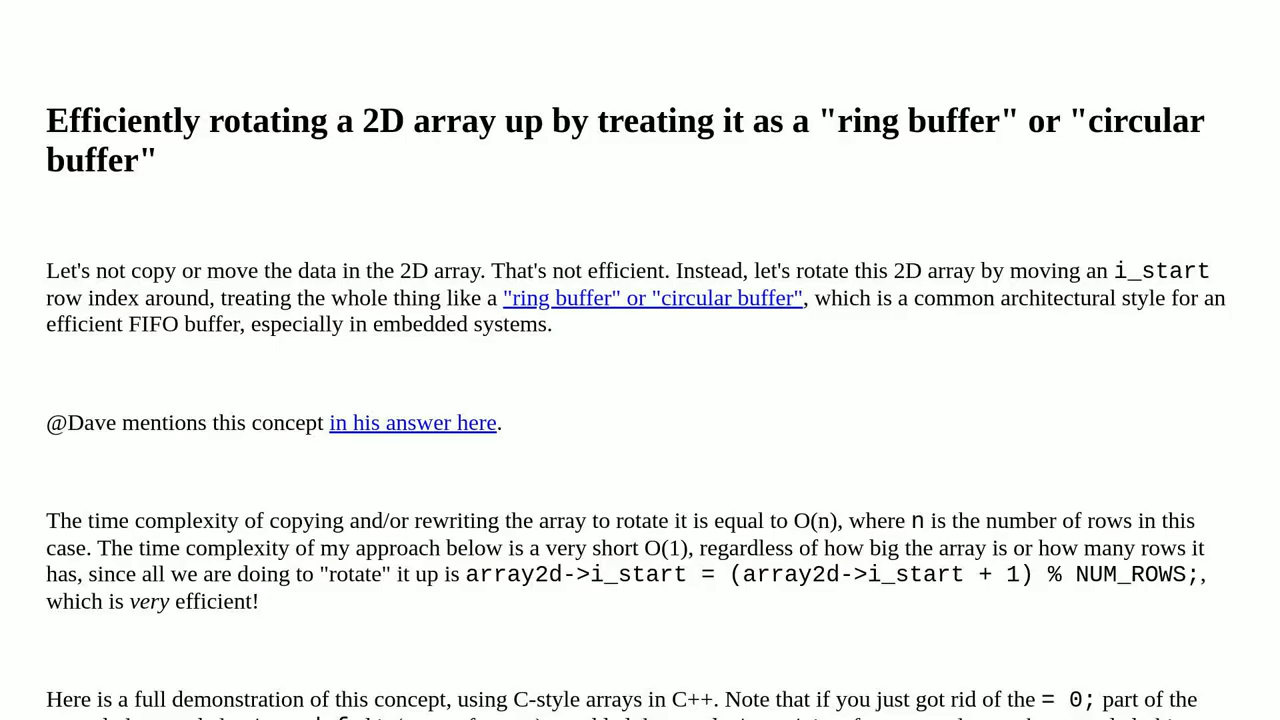 Efficiently rotating a 2D array up by treating it as a "ring buffer" or "circular
buffer"
Let's not copy or move the data in the 2D array. That's not efficient. Instead, let's rotate this 2D array by moving an i_start
row index around, treating the whole thing like a "ring buffer" or "circular buffer", which is a common architectural style for an
efficient FIFO buffer, especially in embedded systems.
@Dave mentions this concept in his answer here.
The time complexity of copying and/or rewriting the array to rotate it is equal to O(n), where n is the number of rows in this
case. The time complexity of my approach below is a very short O(1), regardless of how big the array is or how many rows it
has, since all we are doing to "rotate" it up is array2d->i_start = (array2d->i_start + 1) % NUM_ROWS;,
which is very efficient!
Here is a full demonstration of this concept, using C-style arrays in C++. Note that if you just got rid of the = 0; part of the